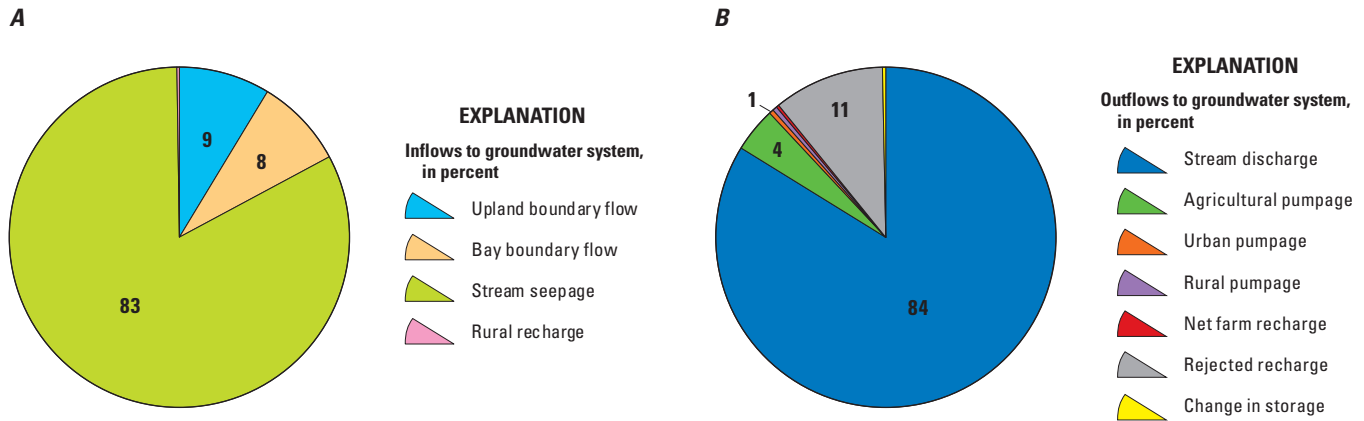 A
9
8
83
EXPLANATION
Inflows to groundwater system,
in percent
Upland boundary flow
Bay boundary flow
Stream seepage
Rural recharge
B
1
11
4
84
EXPLANATION
Outflows to groundwater system,
in percent
Stream discharge
Agricultural pumpage
Urban pumpage
Rural pumpage
Net farm recharge
Rejected recharge
Change in storage